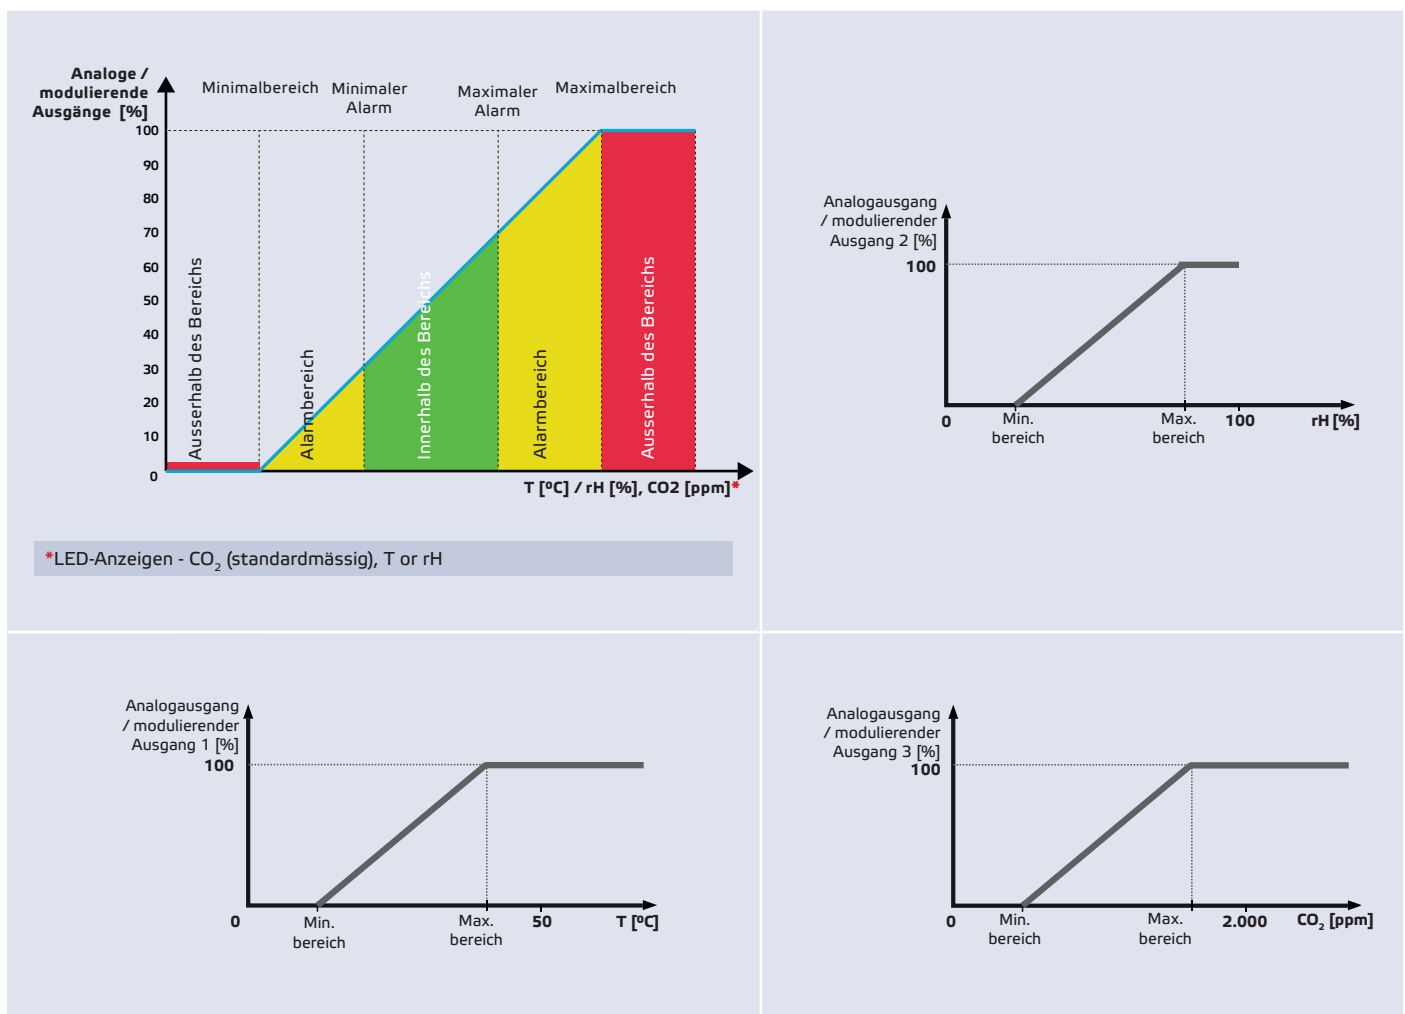 Analoge /
modulierende
Ausgänge [%]
Minimalbereich
Minimaler
Alarm
Maximaler
Alarm
Maximalbereich
100
90
80
70
60
50
40
30
20
10
0
Ausserhalb des Bereichs
Alarmbereich
Innerhalb des Bereichs
Alarmbereich
Ausserhalb des Bereichs
T [ºC] / rH [%], CO2 [ppm]*
*LED-Anzeigen - CO₂ (standardmässig), T or rH
Analogausgang
/ modulierender
Ausgang 2 [%]
100
0
Min.
bereich
Max.
bereich
100
rH [%]
Analogausgang
/ modulierender
Ausgang 1 [%]
100
0
Min.
bereich
Max.
bereich
50
T [ºC]
Analogausgang
/ modulierender
Ausgang 3 [%]
100
0
Min.
bereich
Max.
bereich
2.000
CO₂ [ppm]